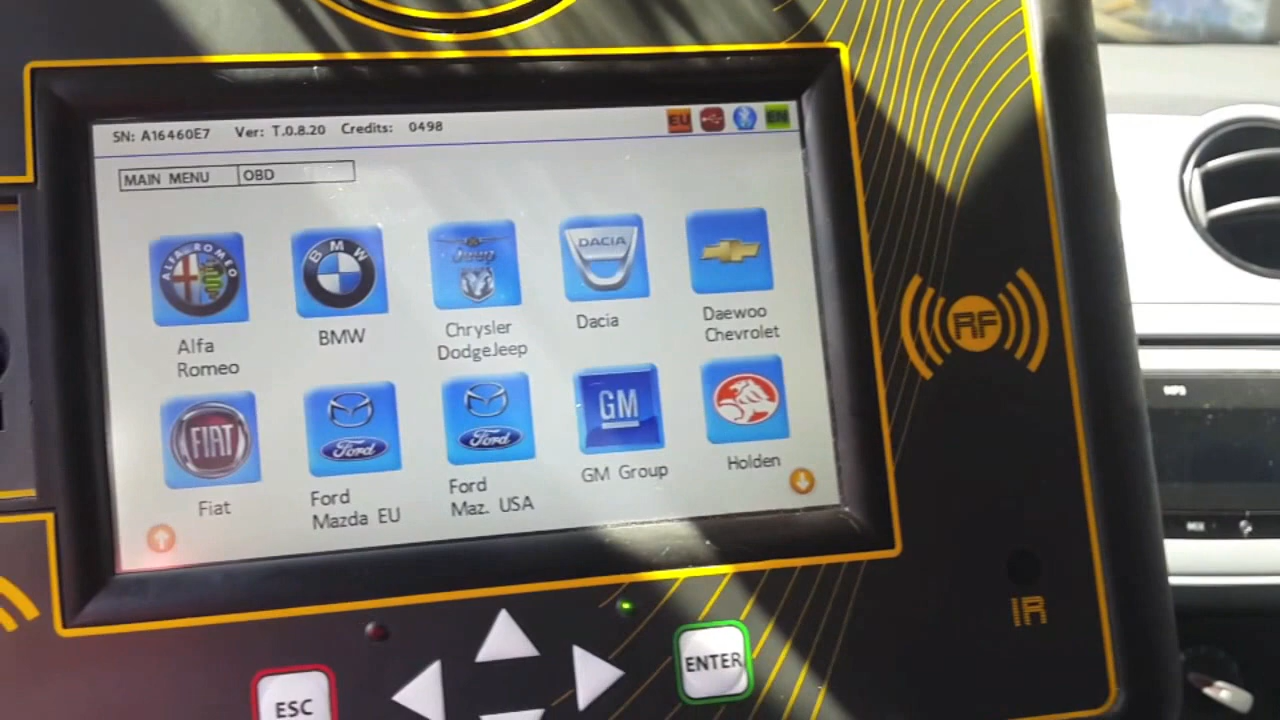 SN: A16460E7 Ver: T.0.8.20 Credits: 0498
EU EN
MAIN MENU OBD
ALFA ROMEO
BMW
Jeep
DACIA
Alfa
Romeo
BMW
Chrysler
DodgeJeep
Dacia
Daewoo
Chevrolet
FIAT
Ford
Ford
GM
Fiat
Ford
Mazda EU
Ford
Maz. USA
GM Group
Holden
RF
IR
ESC
ENTER
MP3